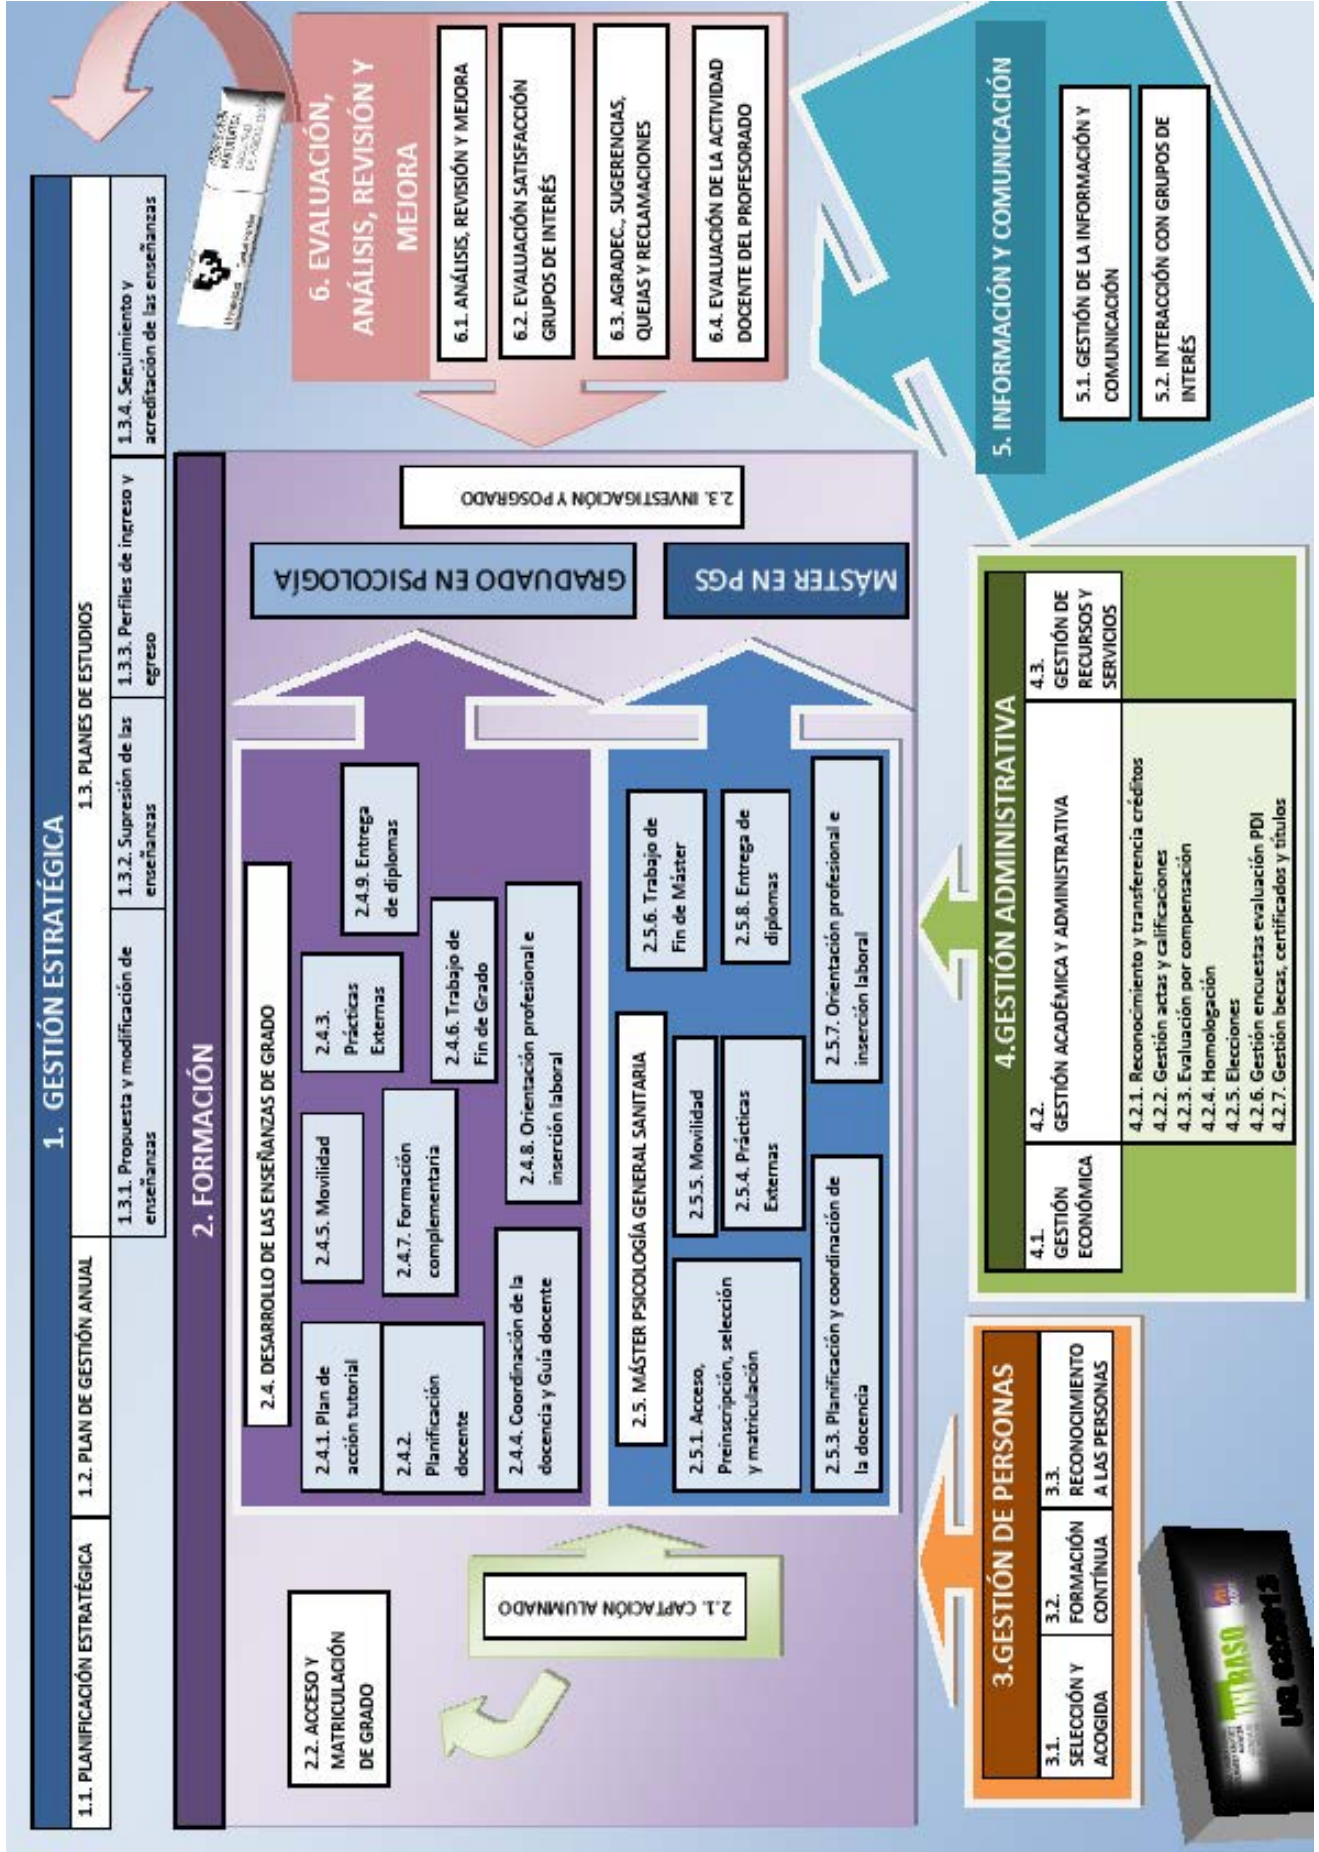 1. GESTIÓN ESTRATÉGICA
1.1. PLANIFICACIÓN ESTRATÉGICA
1.2. PLAN DE GESTIÓN ANUAL
1.3. PLANES DE ESTUDIOS
1.3.1. Propuesta y modificación de
enseñanzas
1.3.2. Supresión de las
enseñanzas
1.3.3. Perfiles de ingreso y
egreso
1.3.4. Seguimiento y
acreditación de las enseñanzas
2. FORMACIÓN
2.2. ACCESO Y
MATRICULACIÓN
DE GRADO
2.1. CAPTACIÓN ALUMNADO
2.4. DESARROLLO DE LAS ENSEÑANZAS DE GRADO
2.4.1. Plan de
acción tutorial
2.4.5. Movilidad
2.4.3.
Prácticas
Externas
2.4.9. Entrega
de diplomas
2.4.2.
Planificación
docente
2.4.7. Formación
complementaria
2.4.6. Trabajo de
Fin de Grado
2.4.4. Coordinación de la
docencia y Guía docente
2.4.8. Orientación profesional e
inserción laboral
2.5. MÁSTER PSICOLOGÍA GENERAL SANITARIA
2.5.1. Acceso,
Preinscripción, selección
y matriculación
2.5.5. Movilidad
2.5.4. Prácticas
Externas
2.5.6. Trabajo de
Fin de Máster
2.5.8. Entrega de
diplomas
2.5.3. Planificación y coordinación de
la docencia
2.5.7. Orientación profesional e
inserción laboral
GRADUADO EN PSICOLOGÍA
MÁSTER EN PGS
2.3. INVESTIGACIÓN Y POSGRADO
6. EVALUACIÓN,
ANÁLISIS, REVISIÓN Y
MEJORA
6.1. ANÁLISIS, REVISIÓN Y MEJORA
6.2. EVALUACIÓN SATISFACCIÓN
GRUPOS DE INTERÉS
6.3. AGRADEC., SUGERENCIAS,
QUEJAS Y RECLAMACIONES
6.4. EVALUACIÓN DE LA ACTIVIDAD
DOCENTE DEL PROFESORADO
3.GESTIÓN DE PERSONAS
3.1.
SELECCIÓN Y
ACOGIDA
3.2.
FORMACIÓN
CONTÍNUA
3.3.
RECONOCIMIENTO
A LAS PERSONAS
4.GESTIÓN ADMINISTRATIVA
4.1.
GESTIÓN
ECONÓMICA
4.2.
GESTIÓN ACADÉMICA Y ADMINISTRATIVA
4.2.1. Reconocimiento y transferencia créditos
4.2.2. Gestión actas y calificaciones
4.2.3. Evaluación por compensación
4.2.4. Homologación
4.2.5. Elecciones
4.2.6. Gestión encuestas evaluación PDI
4.2.7. Gestión becas, certificados y títulos
4.3.
GESTIÓN DE
RECURSOS Y
SERVICIOS
5. INFORMACIÓN Y COMUNICACIÓN
5.1. GESTIÓN DE LA INFORMACIÓN Y
COMUNICACIÓN
5.2. INTERACCIÓN CON GRUPOS DE
INTERÉS